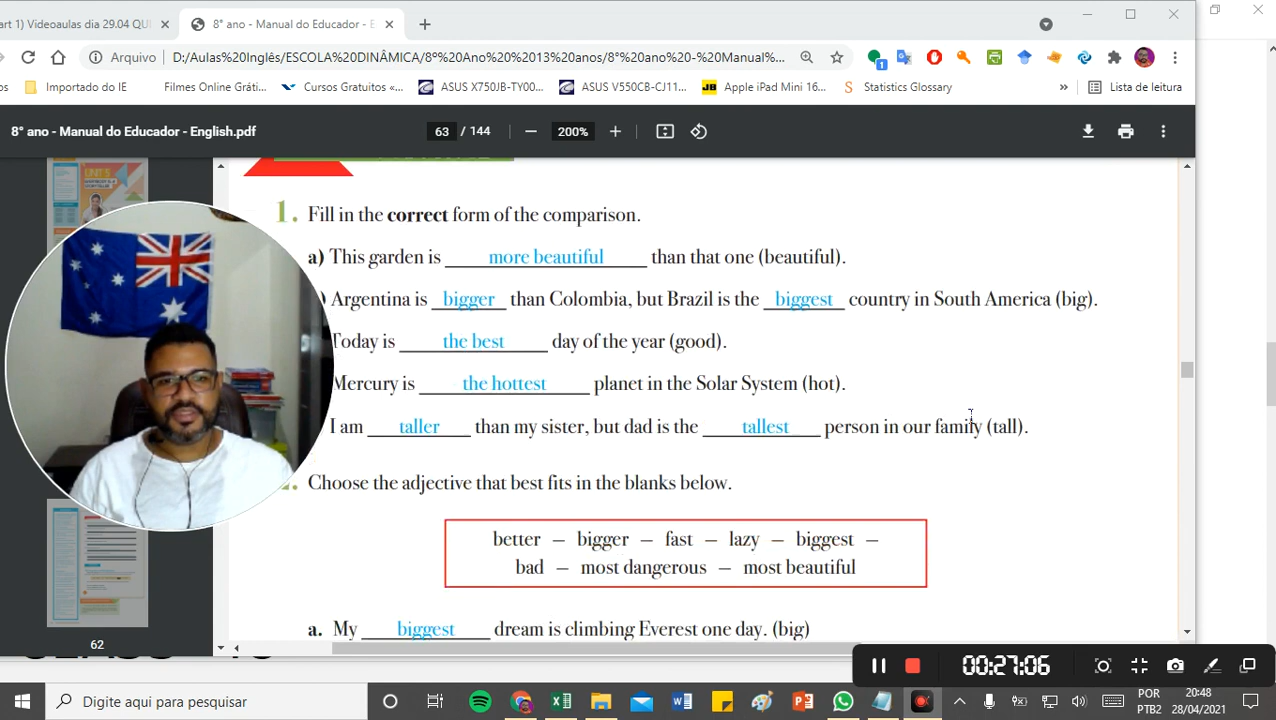 art 1) Videoaulas dia 29.04 QUI
8° ano - Manual do Educador - E
Arquivo
D:/Aulas%20Inglês/ESCOLA%20DINÂMICA/8º%20Ano%20%2013%20anos/8°%20ano%20-%20Manual%...
Importado do IE
Filmes Online Gráti...
Cursos Gratuitos «...
ASUS X750JB-TY00...
ASUS V550CB-CJ11...
JB
Apple iPad Mini 16...
Statistics Glossary
»
Lista de leitura
8° ano - Manual do Educador - English.pdf
63 / 144
200%
1. Fill in the correct form of the comparison.
a) This garden is more beautiful than that one (beautiful).
) Argentina is bigger than Colombia, but Brazil is the biggest country in South America (big).
Today is the best day of the year (good).
Mercury is the hottest planet in the Solar System (hot).
I am taller than my sister, but dad is the tallest person in our family (tall).
Choose the adjective that best fits in the blanks below.
better – bigger – fast – lazy – biggest –
bad – most dangerous – most beautiful
a. My biggest dream is climbing Everest one day. (big)
62
00:27:06
Digite aqui para pesquisar
POR
PTB2
20:48
28/04/2021